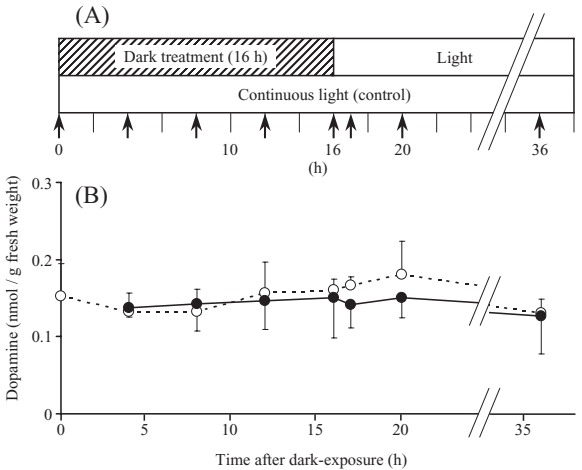 (A)
Dark treatment (16 h)
Light
Continuous light (control)
0 10 16 20 36
(h)
(B)
Dopamine (nmol / g fresh weight)
0.3
0.2
0.1
0
0 5 10 15 20 35
Time after dark-exposure (h)